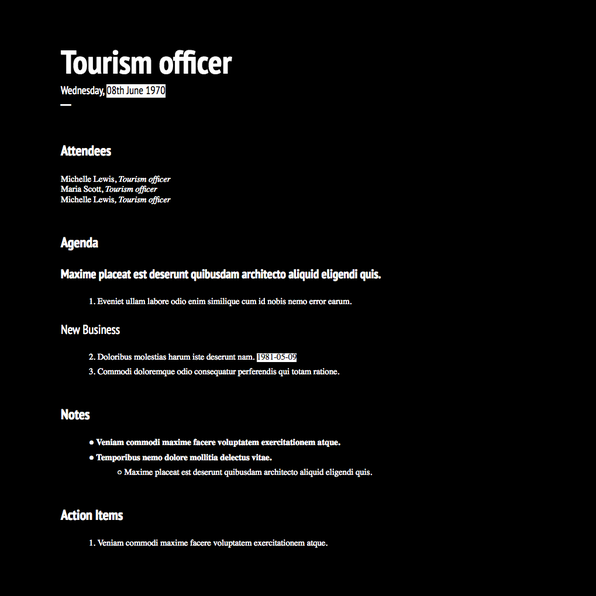 Tourism officer
Wednesday, 08th June 1970
Attendees
Michelle Lewis, Tourism officer
Maria Scott, Tourism officer
Michelle Lewis, Tourism officer
Agenda
Maxime placeat est deserunt quibusdam architecto aliquid eligendi quis.
1. Eveniet ullam labore odio enim similique cum id nobis nemo error earum.
New Business
2. Doloribus molestias harum iste deserunt nam. 1981-05-09
3. Commodi doloremque odio consequatur perferendis qui totam ratione.
Notes
• Veniam commodi maxime facere voluptatem exercitationem atque.
• Temporibus nemo dolore mollitia delectus vitae.
○ Maxime placeat est deserunt quibusdam architecto aliquid eligendi quis.
Action Items
1. Veniam commodi maxime facere voluptatem exercitationem atque.